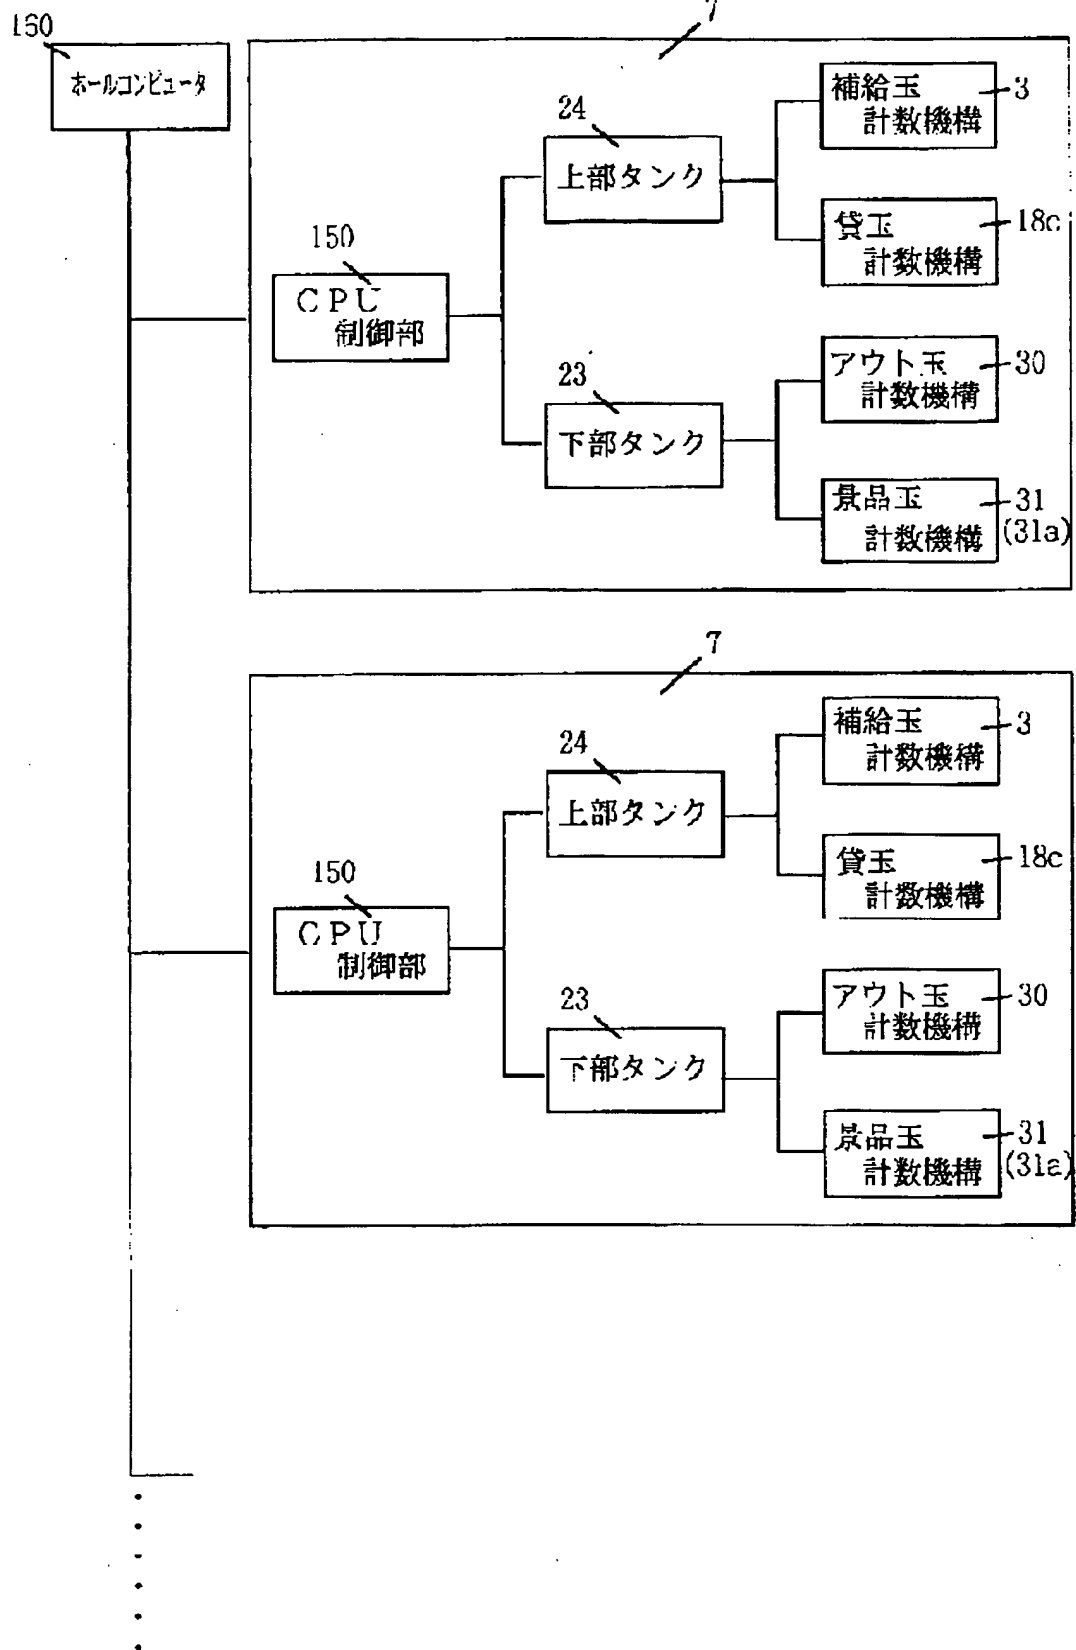 160
ホールコンピュータ
7
24
上部タンク
補給玉
計数機構
3
貸玉
計数機構
18c
150
CPU
制御部
23
下部タンク
アウト玉
計数機構
30
景品玉
計数機構
31
(31a)
7
24
上部タンク
補給玉
計数機構
3
貸玉
計数機構
18c
150
CPU
制御部
23
下部タンク
アウト玉
計数機構
30
景品玉
計数機構
31
(31a)